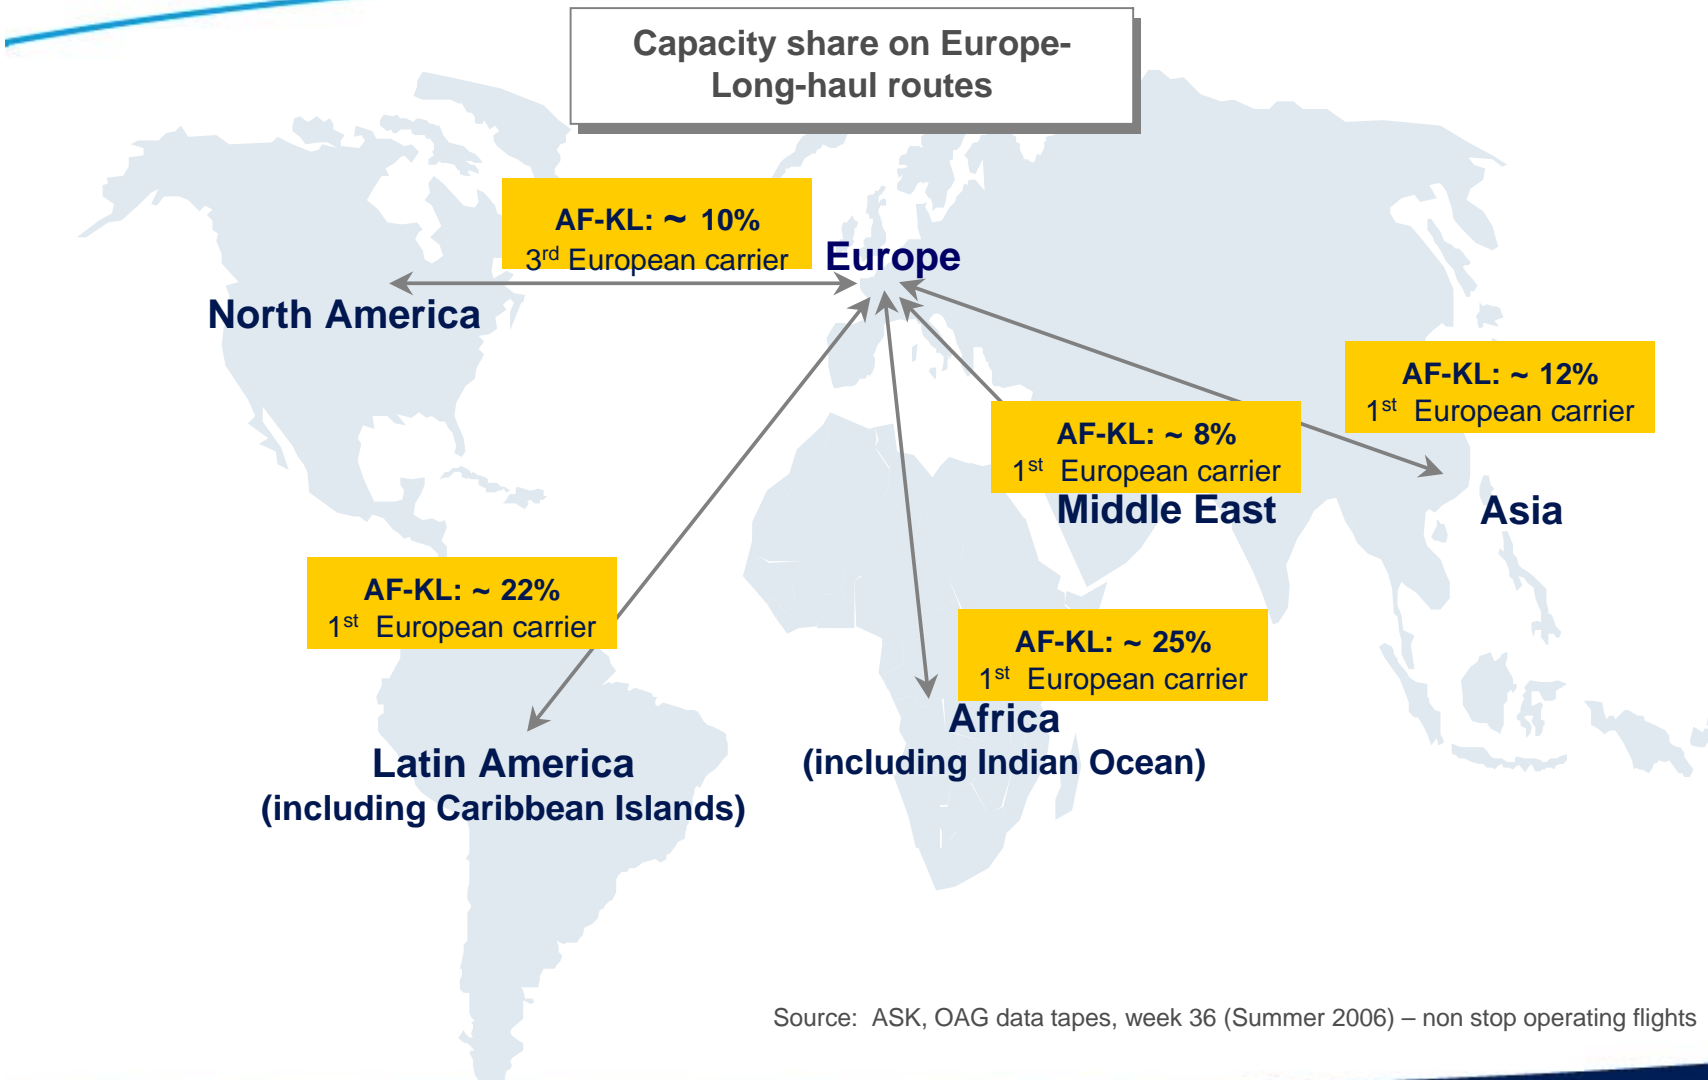 Capacity share on Europe-
Long-haul routes
AF-KL: ~ 10%
3rd European carrier
Europe
North America
AF-KL: ~ 12%
1st European carrier
AF-KL: ~ 8%
1st European carrier
Middle East
Asia
AF-KL: ~ 22%
1st European carrier
AF-KL: ~ 25%
1st European carrier
Africa
(including Indian Ocean)
Latin America
(including Caribbean Islands)
Source: ASK, OAG data tapes, week 36 (Summer 2006) – non stop operating flights